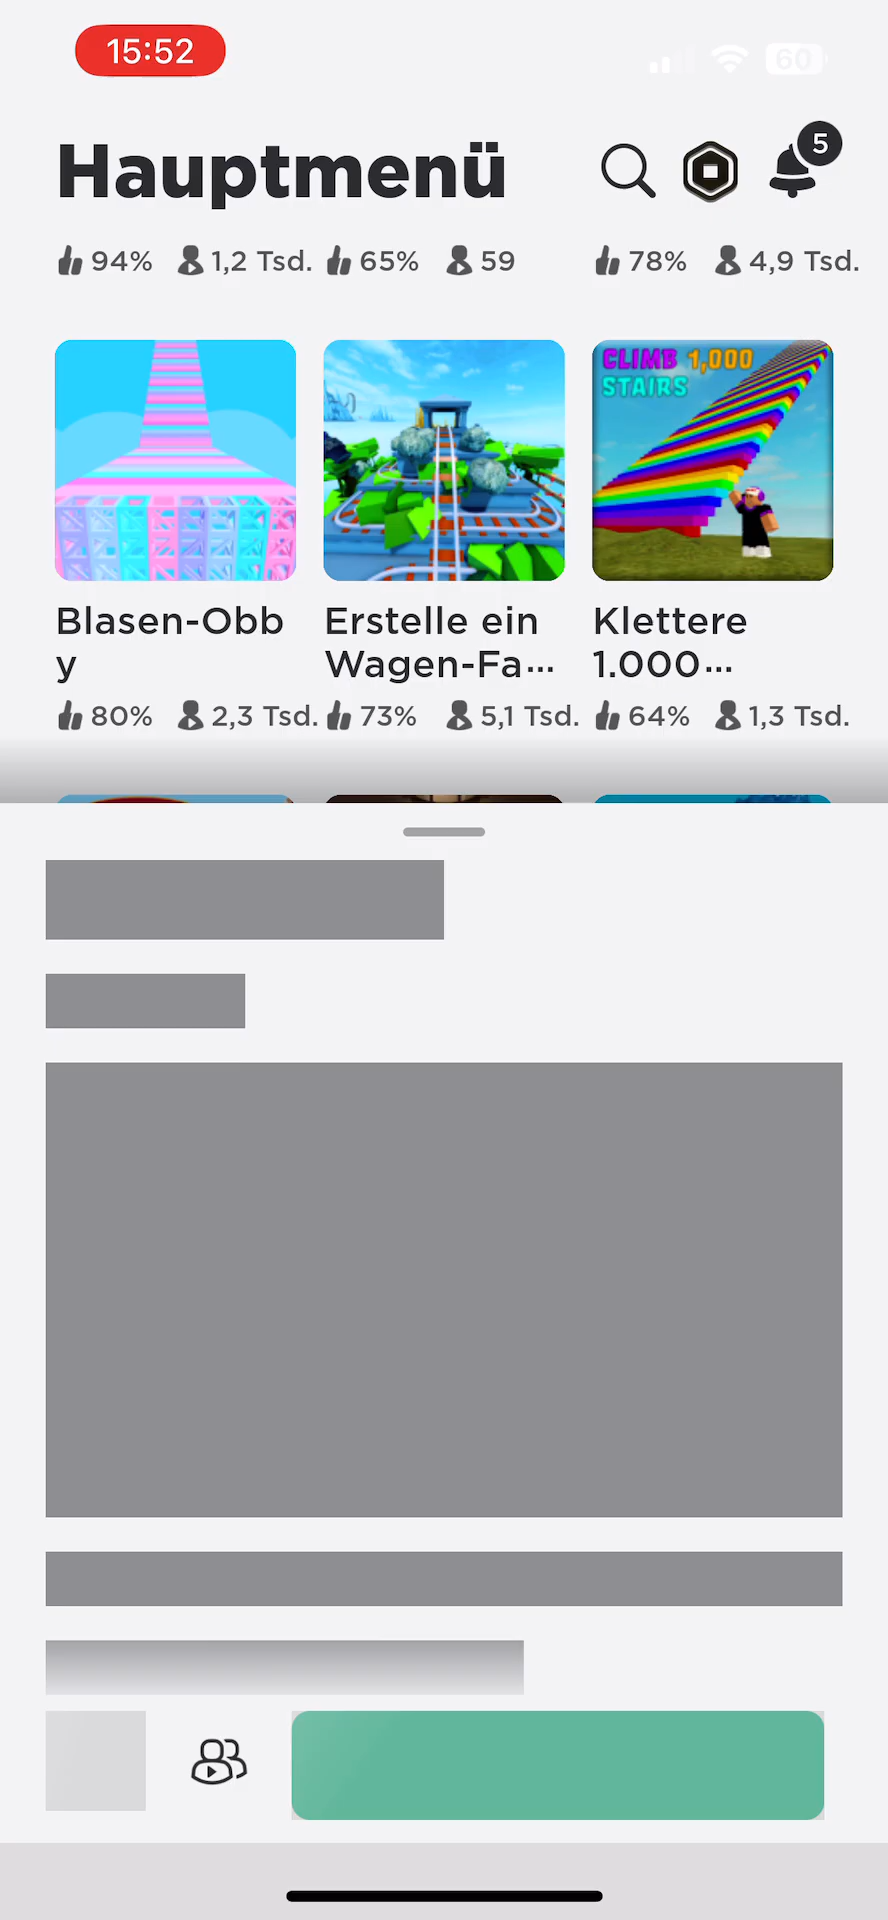 15:52
60
Hauptmenü
5
94% 1,2 Tsd. 65% 59 78% 4,9 Tsd.
CLIMB 1,000
STAIRS
Blasen-Obb
y
80% 2,3 Tsd.
Erstelle ein
Wagen-Fa...
73% 5,1 Tsd.
Klettere
1.000...
64% 1,3 Tsd.